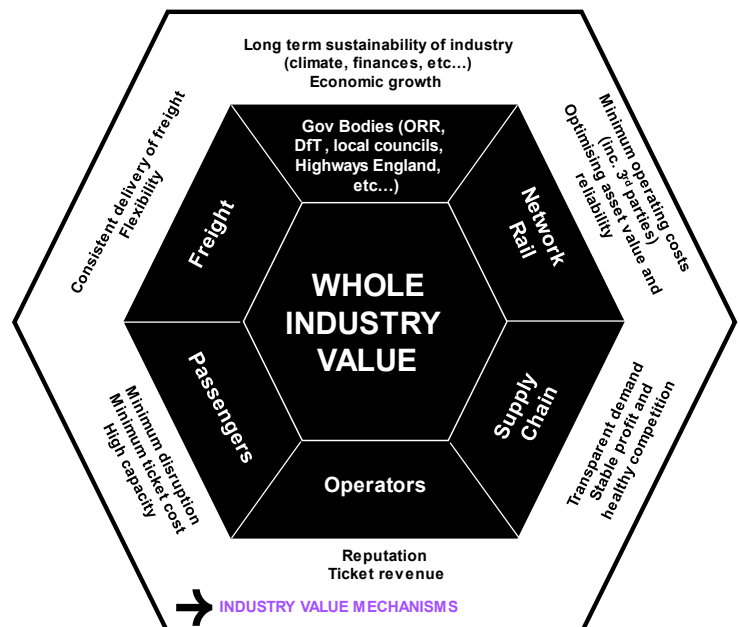 Long term sustainability of industry
(climate, finances, etc...)
Economic growth
Gov Bodies (ORR,
DfT , local councils,
Highways England,
etc...)
Consistent delivery of freight
Flexibility
Freight
Network
Rail
Minimum operating costs
(inc. 3rd parties)
Optimising asset value and
reliability
WHOLE
INDUSTRY
VALUE
Passengers
Minimum disruption
Minimum ticket cost
High capacity
Supply
Chain
Transparent demand
Stable profit and
healthy competition
Operators
Reputation
Ticket revenue
INDUSTRY VALUE MECHANISMS